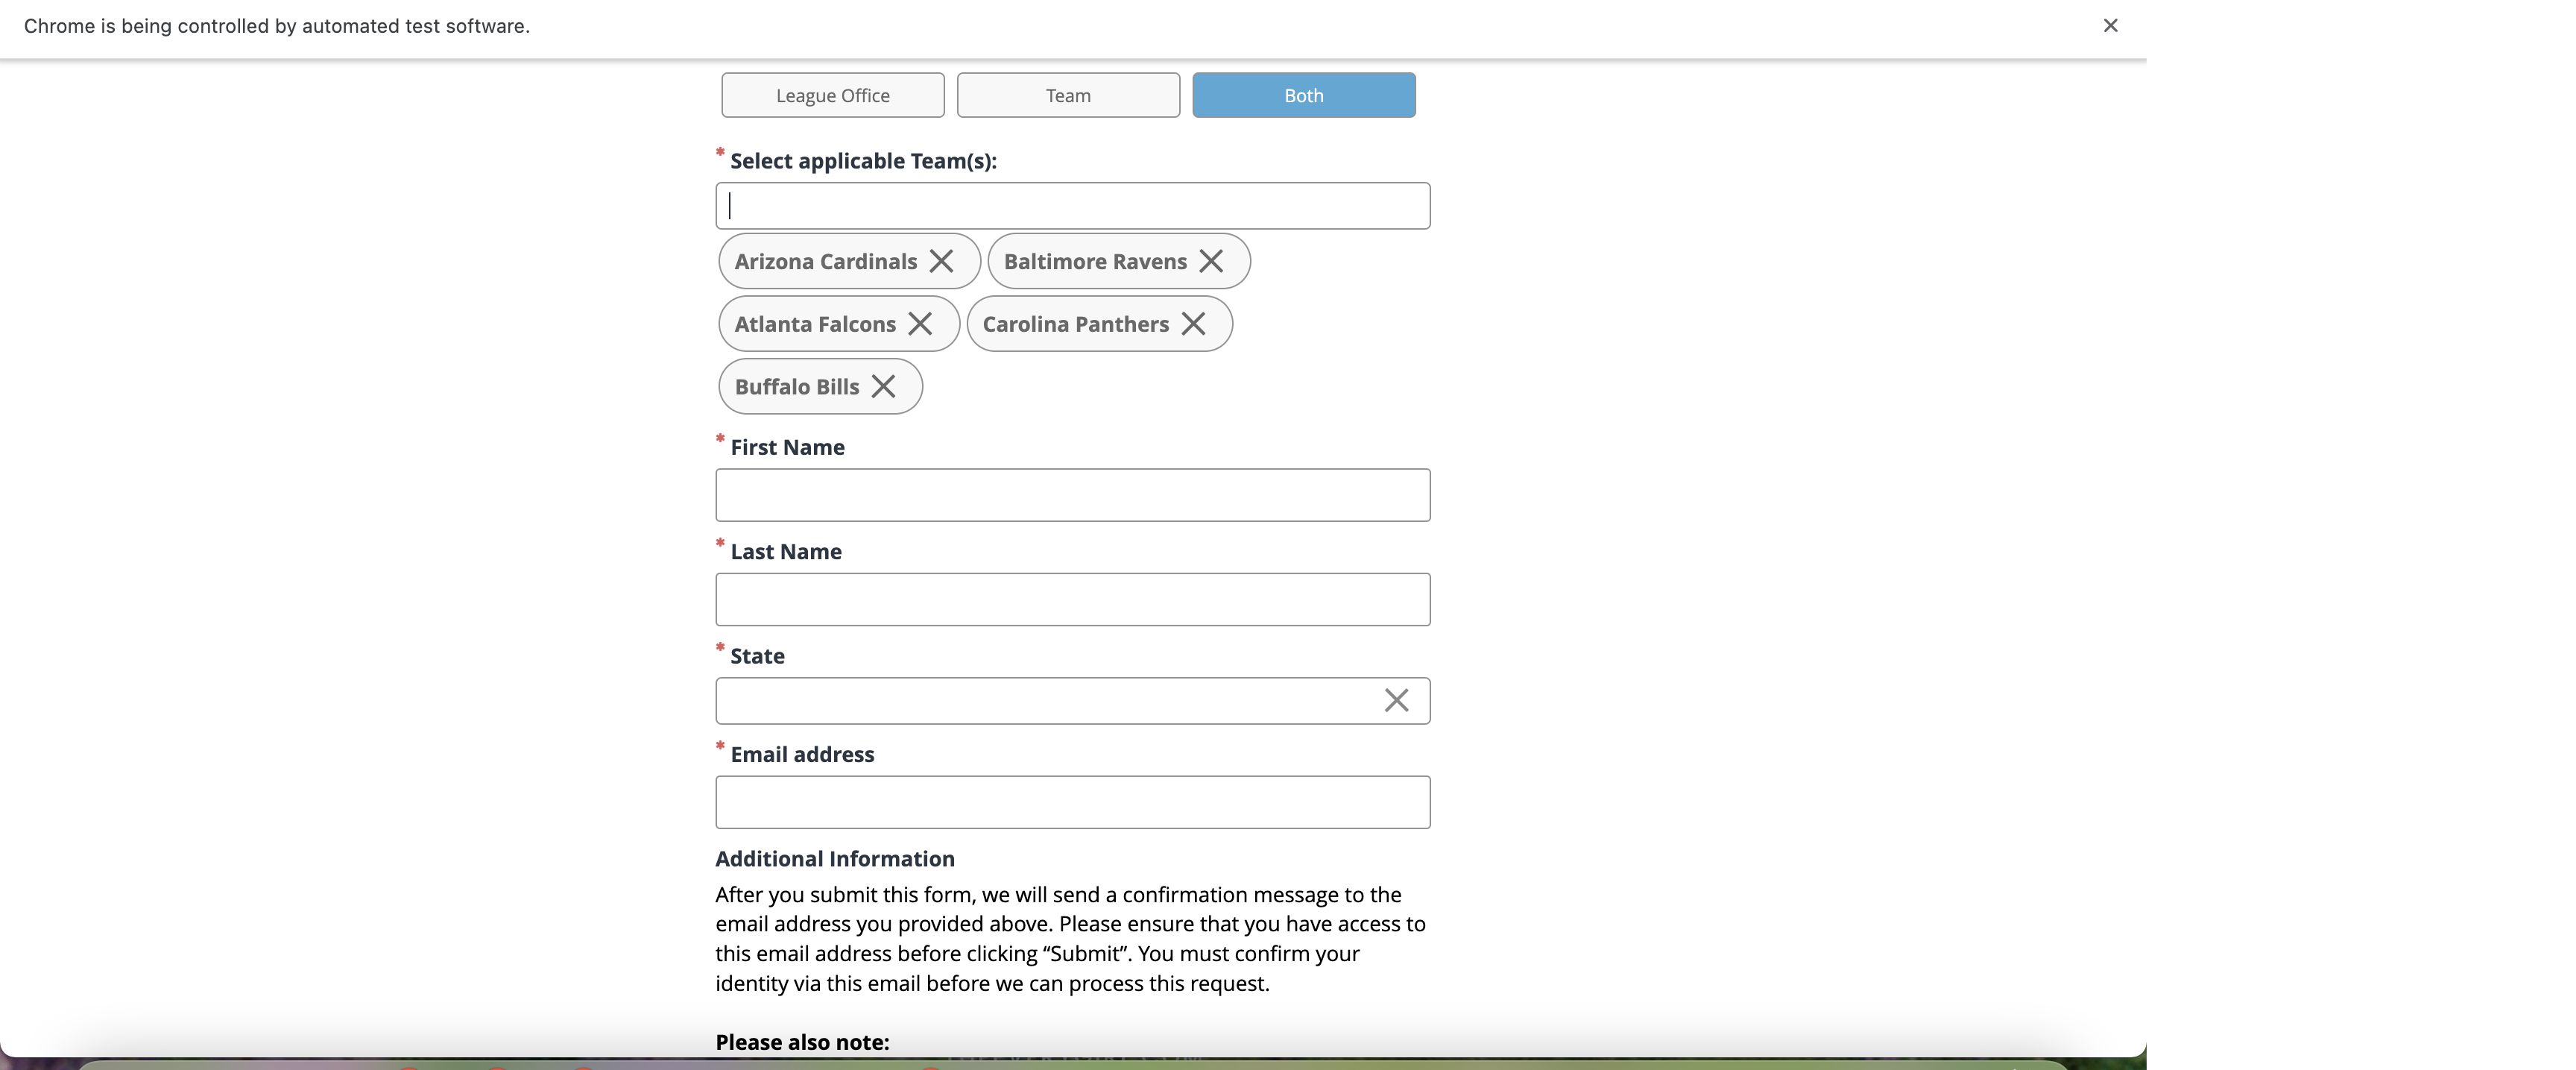 Chrome is being controlled by automated test software.
League Office Team Both
* Select applicable Team(s):
Arizona Cardinals Baltimore Ravens
Atlanta Falcons Carolina Panthers
Buffalo Bills
* First Name
* Last Name
* State
* Email address
Additional Information
After you submit this form, we will send a confirmation message to the
email address you provided above. Please ensure that you have access to
this email address before clicking “Submit”. You must confirm your
identity via this email before we can process this request.
Please also note: